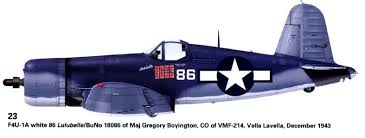 Lulubelle
86
23
F4U-1A white 86 Lulubelle/BuNo 18086 of Maj Gregory Boyington, CO of VMF-214, Vella Lavella, December 1943